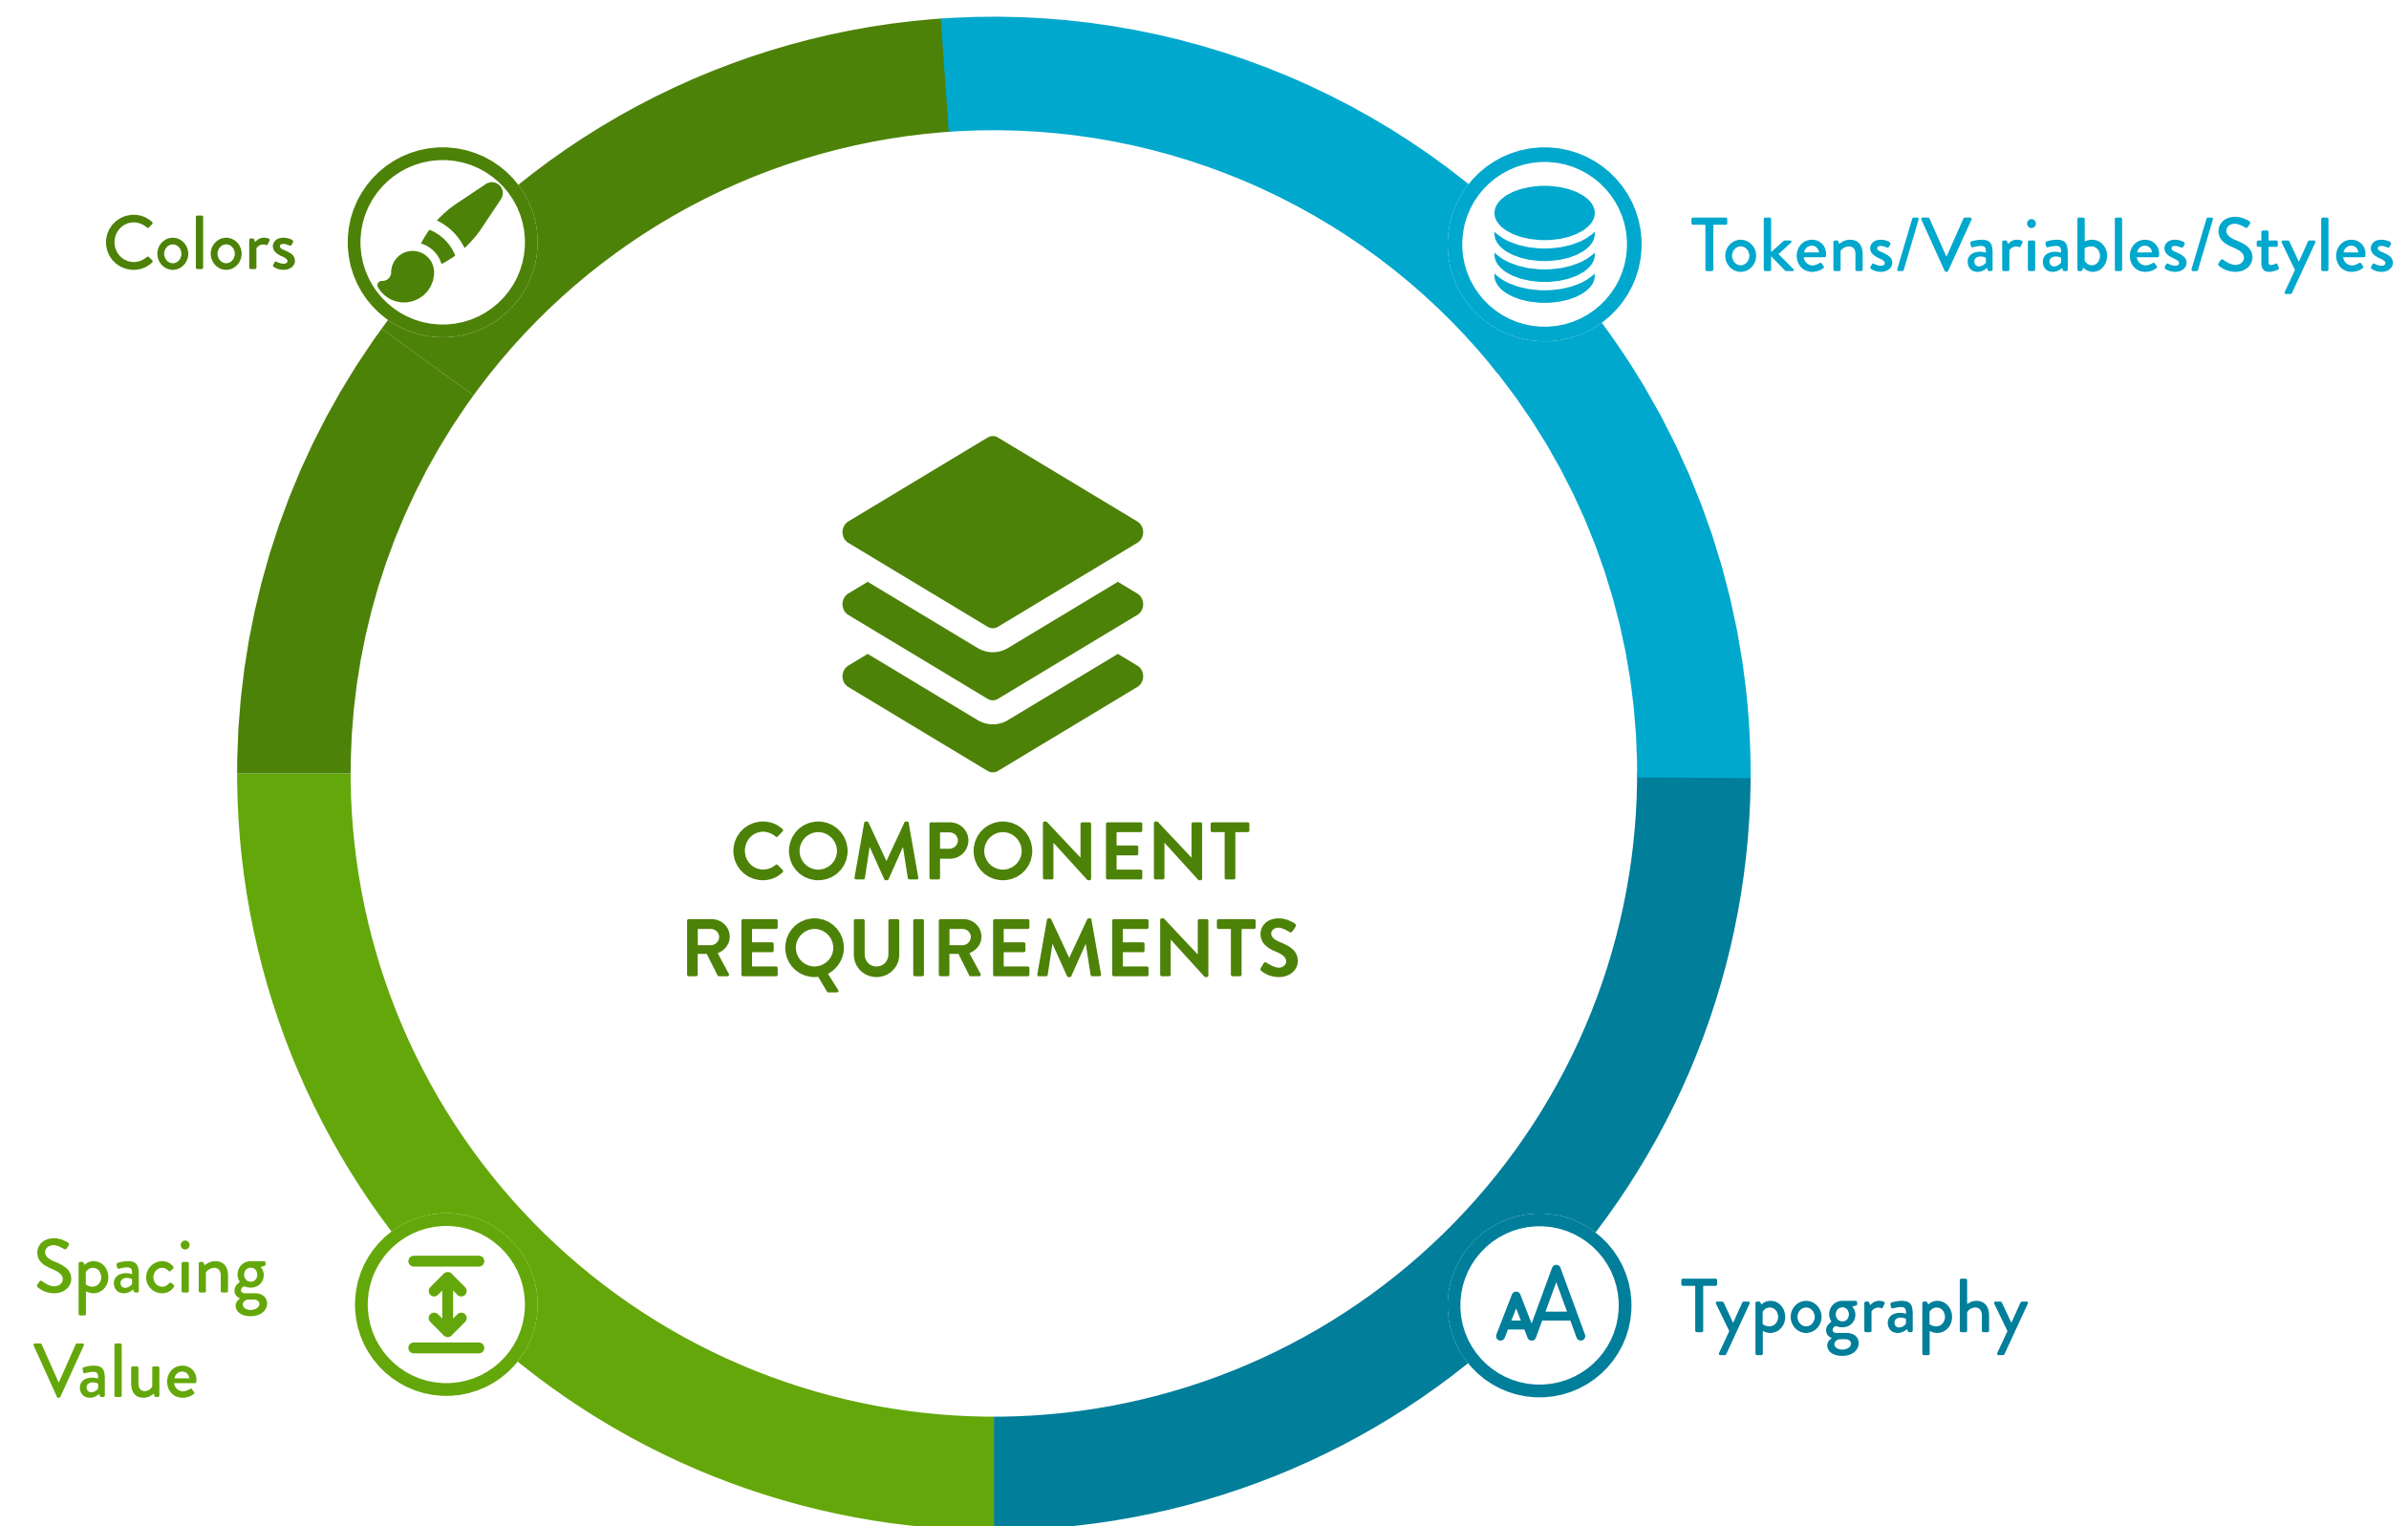 Colors
Tokens/Variables/Styles
COMPONENT
REQUIREMENTS
Spacing
Value
Typography